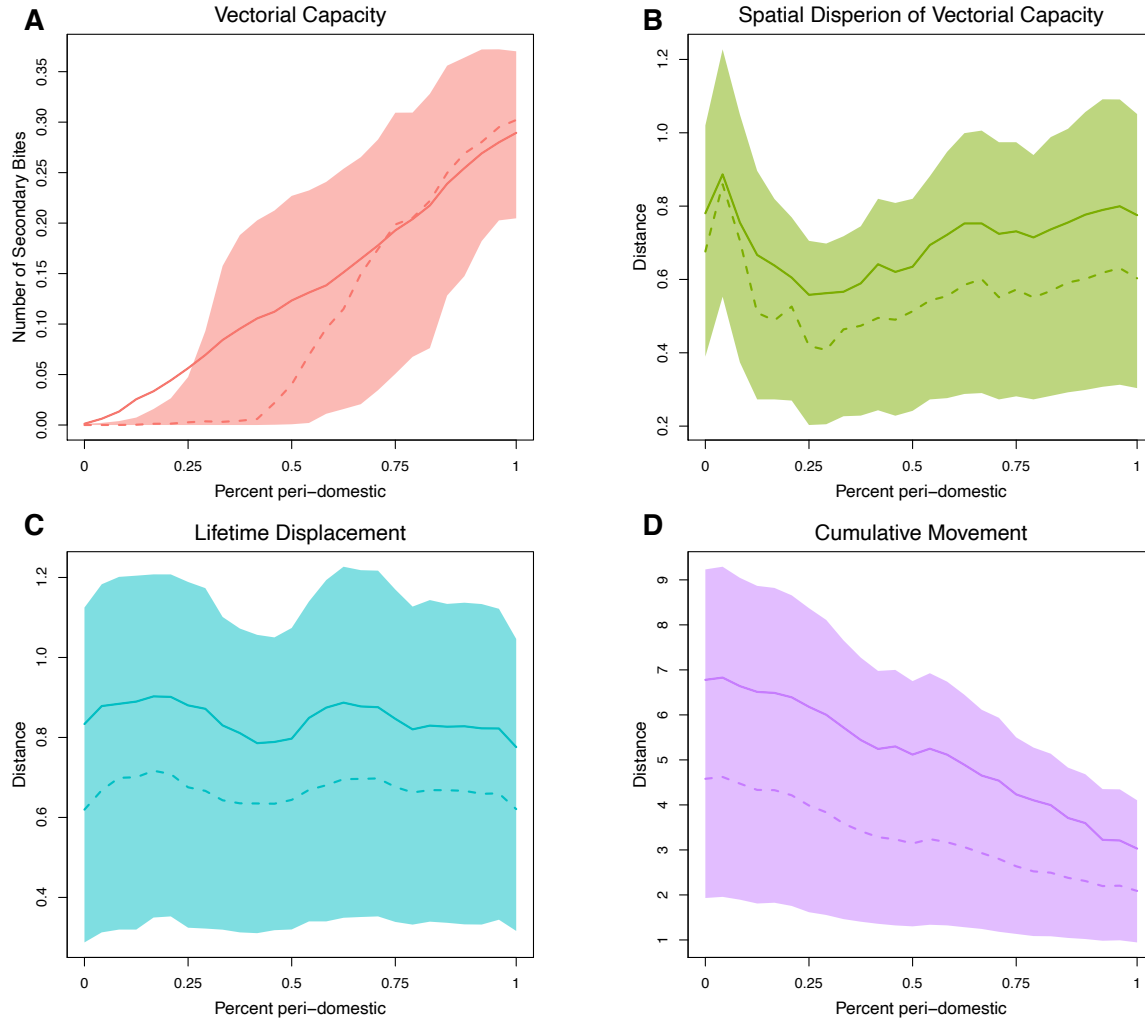 A
Vectorial Capacity
Number of Secondary Bites
0.35
0.30
0.25
0.20
0.15
0.10
0.05
0.00
0 0.25 0.5 0.75 1
Percent peri−domestic
B
Spatial Disperion of Vectorial Capacity
Distance
1.2
1.0
0.8
0.6
0.4
0.2
0 0.25 0.5 0.75 1
Percent peri−domestic
C
Lifetime Displacement
Distance
1.2
1.0
0.8
0.6
0.4
0 0.25 0.5 0.75 1
Percent peri−domestic
D
Cumulative Movement
Distance
9
8
7
6
5
4
3
2
1
0 0.25 0.5 0.75 1
Percent peri−domestic